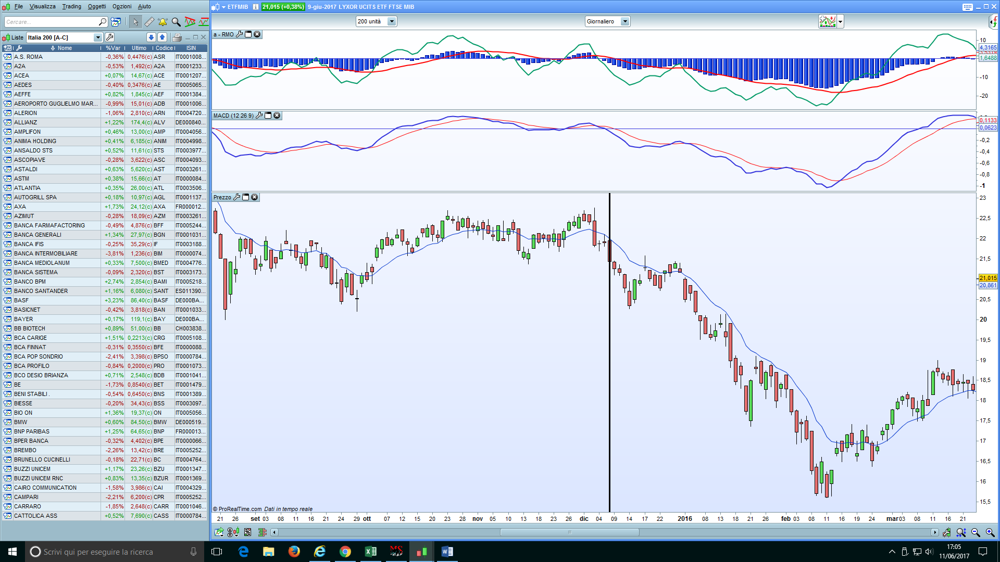 File Visualizza Trading Oggetti Opzioni Aiuto
ETFMIB 21,015 (+0,38%) 9-giu-2017 LYXOR UCITS ETF FTSE MIB
Cercare...
200 unità
Giornaliero
Liste Italia 200 [A-C]
Nome %Var Ultimo Codice ISIN
A.S. ROMA -0,36% 0,4476(c) ASR IT0001008...
A2A -0,53% 1,492(c) A2A IT0001233...
ACEA +0,07% 14,67(c) ACE IT0001207...
AEDES -0,40% 0,3476(c) AE IT0005065...
AEFFE +0,82% 1,845(c) AEF IT0001384...
AEROPORTO GUGLIELMO MAR... -0,99% 15,01(c) ADB IT0001006...
ALERION -1,06% 2,810(c) ARN IT0004720...
ALLIANZ +1,22% 174,4(c) ALV DE000840...
AMPLIFON +0,46% 13,00(c) AMP IT0004056...
ANIMA HOLDING +0,41% 6,185(c) ANIM IT0004998...
ANSALDO STS +0,52% 11,61(c) STS IT0003977...
ASCOPIAVE -0,28% 3,622(c) ASC IT0004093...
ASTALDI +0,63% 5,620(c) AST IT0003261...
ASTM +0,38% 15,66(c) AT IT0000084...
ATLANTIA +0,35% 26,00(c) ATL IT0003506...
AUTOGRILL SPA +0,18% 10,97(c) AGL IT0001137...
AXA +1,73% 24,12(c) AXA FR000012...
AZIMUT -0,28% 18,09(c) AZM IT0003261...
BANCA FARMAFACTORING -0,49% 4,876(c) BFF IT0005244...
BANCA GENERALI +1,34% 27,97(c) BGN IT0001031...
BANCA IFIS -0,25% 35,29(c) IF IT0003188...
BANCA INTERMOBILIARE -3,81% 1,236(c) BIM IT0000074...
BANCA MEDIOLANUM +0,33% 7,500(c) BMED IT0004776...
BANCA SISTEMA -0,09% 2,320(c) BST IT0003173...
BANCO BPM +2,74% 2,854(c) BAMI IT0005218...
BANCO SANTANDER +1,16% 6,080(c) SANT ES011390...
BASF +3,23% 86,40(c) BASF DE000BA...
BASICNET -0,42% 3,818(c) BAN IT0001033...
BAYER +0,17% 119,1(c) BAY DE000BA...
BB BIOTECH +0,89% 51,00(c) BB CH003838...
BCA CARIGE +1,51% 0,2213(c) CRG IT0005108...
BCA FINNAT -0,31% 0,3550(c) BFE IT0000088...
BCA POP SONDRIO -2,41% 3,398(c) BPSO IT0000784...
BCA PROFILO -0,84% 0,2000(c) PRO IT0001073...
BCO DESIO BRIANZA +0,71% 2,548(c) BDB IT0001041...
BE -1,73% 0,8540(c) BET IT0001479...
BENI STABILI . -0,54% 0,6450(c) BNS IT0001389...
BIESSE -0,20% 34,43(c) BSS IT0003097...
BIO ON +1,36% 19,37(c) ON IT0005056...
BMW +0,60% 84,50(c) BMW DE000519...
BNP PARIBAS +1,25% 64,65(c) BNP FR000013...
BPER BANCA -0,32% 4,402(c) BPE IT0000066...
BREMBO -2,26% 13,42(c) BRE IT0005252...
BRUNELLO CUCINELLI -0,18% 22,71(c) BC IT0004764...
BUZZI UNICEM +1,17% 23,26(c) BZU IT0001347...
BUZZI UNICEM RNC +0,83% 13,35(c) BZUR IT0001369...
CAIRO COMMUNICATION -1,58% 3,986(c) CAI IT0004329...
CAMPARI -2,21% 6,200(c) CPR IT0005252...
CARRARO -1,85% 2,648(c) CARR IT0001046...
CATTOLICA ASS +0,52% 7,690(c) CASS IT0000784...
a - RMO
10
4,3165
1,6488
-10
-20
MACD (12 26 9)
0,1133
0,0623
-0,2
-0,4
-0,6
-0,8
-1
Prezzo
23
22,5
22
21,5
21,015
20,861
20,5
20
19,5
19
18,5
18
17,5
17
16,5
16
15,5
© ProRealTime.com Dati in tempo reale
21 26 set 03 08 11 16 21 24 29 ott 07 12 15 20 23 28 nov 05 10 13 18 23 26 dic 04 09 14 17 22 2016 08 13 18 21 26 feb 03 08 11 16 19 24 mar 03 08 11 16 21
Scrivi qui per eseguire la ricerca
17:05
11/06/2017